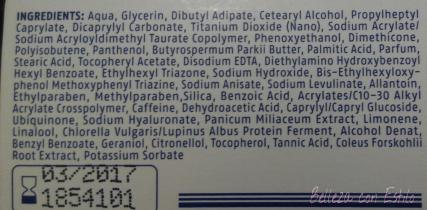 INGREDIENTS: Aqua, Glycerin, Dibutyl Adipate, Cetearyl Alcohol, Propylheptyl
Caprylate, Dicaprylyl Carbonate, Titanium Dioxide (Nano), Sodium Acrylate/
Sodium Acryloyldimethyl Taurate Copolymer, Phenoxyethanol, Dimethicone,
Polyisobutene, Panthenol, Butyrospermum Parkii Butter, Palmitic Acid, Parfum,
Stearic Acid, Tocopheryl Acetate, Disodium EDTA, Diethylamino Hydroxybenzoyl
Hexyl Benzoate, Ethylhexyl Triazone, Sodium Hydroxide, Bis-Ethylhexyloxy-
phenol Methoxyphenyl Triazine, Sodium Anisate, Sodium Levulinate, Allantoin,
Ethylparaben, Methylparaben, Silica, Benzoic Acid, Acrylates/C10-30 Alkyl
Acrylate Crosspolymer, Caffeine, Dehydroacetic Acid, Caprylyl/Capryl Glucoside,
Ubiquinone, Sodium Hyaluronate, Panicum Miliaceum Extract, Limonene,
Linalool, Chlorella Vulgaris/Lupinus Albus Protein Ferment, Alcohol Denat,
Benzyl Benzoate, Geraniol, Citronellol, Tocopherol, Tannic Acid, Coleus Forskohlii
Root Extract, Potassium Sorbate
03/2017
1854101
Belleza con Estilo